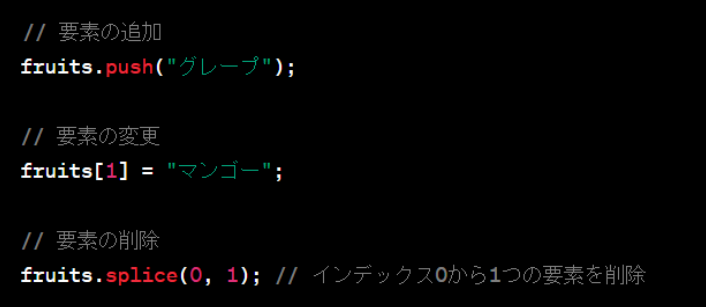 // 要素の追加
fruits.push("グレープ");
// 要素の変更
fruits[1] = "マンゴー";
// 要素の削除
fruits.splice(0, 1); // インデックス0から1つの要素を削除